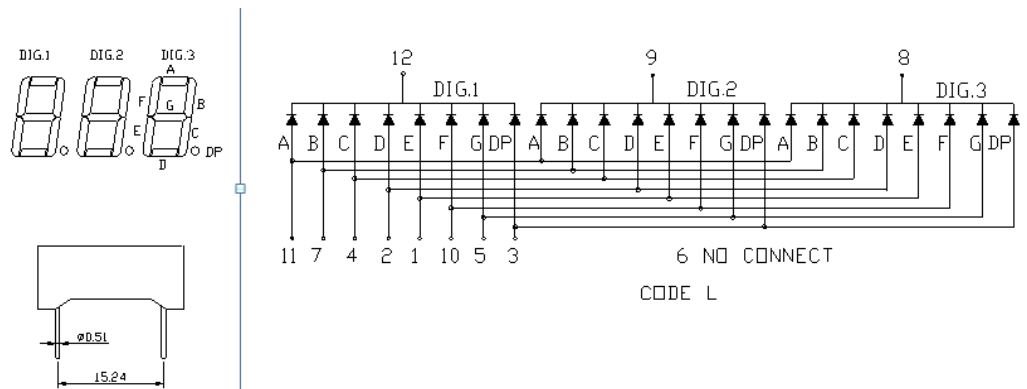 DIG.1 DIG.2 DIG.3
A
F G B
E C
D DP
12 9 8
DIG.1 DIG.2 DIG.3
A B C D E F G DP A B C D E F G DP A B C D E F G DP
11 7 4 2 1 10 5 3 6 NO CONNECT
CODE L
ø0.51
15.24